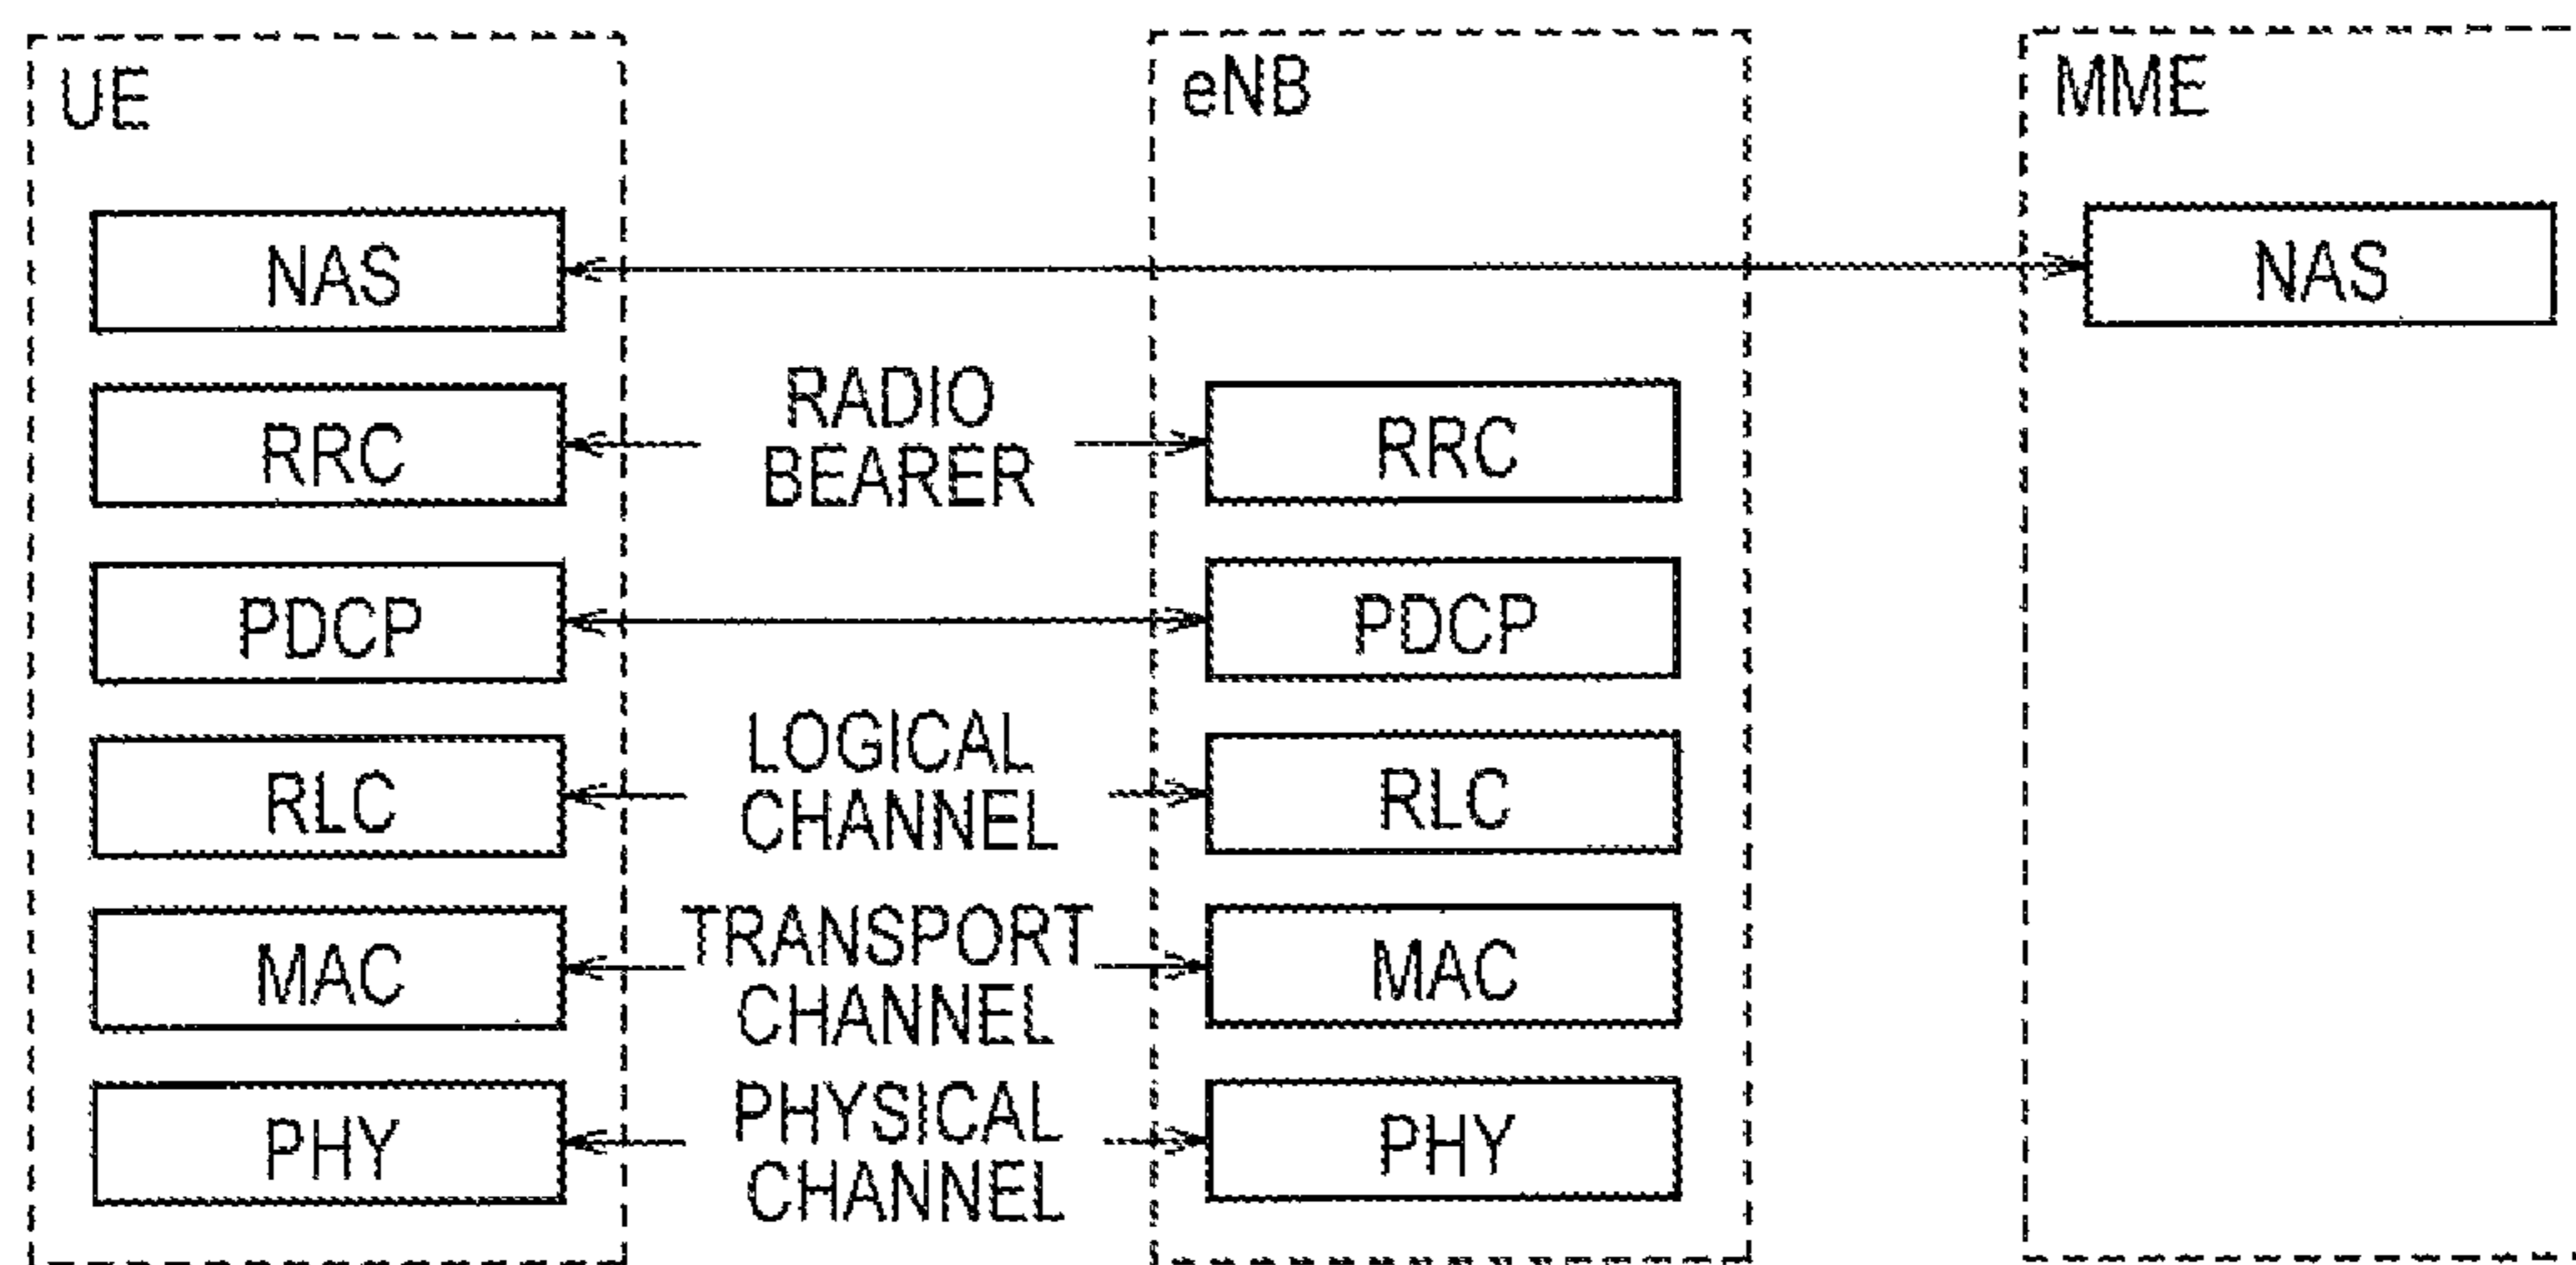 UE
eNB
MME
NAS
NAS
RRC
RADIO
BEARER
RRC
PDCP
PDCP
RLC
LOGICAL
CHANNEL
RLC
MAC
TRANSPORT
CHANNEL
MAC
PHY
PHYSICAL
CHANNEL
PHY